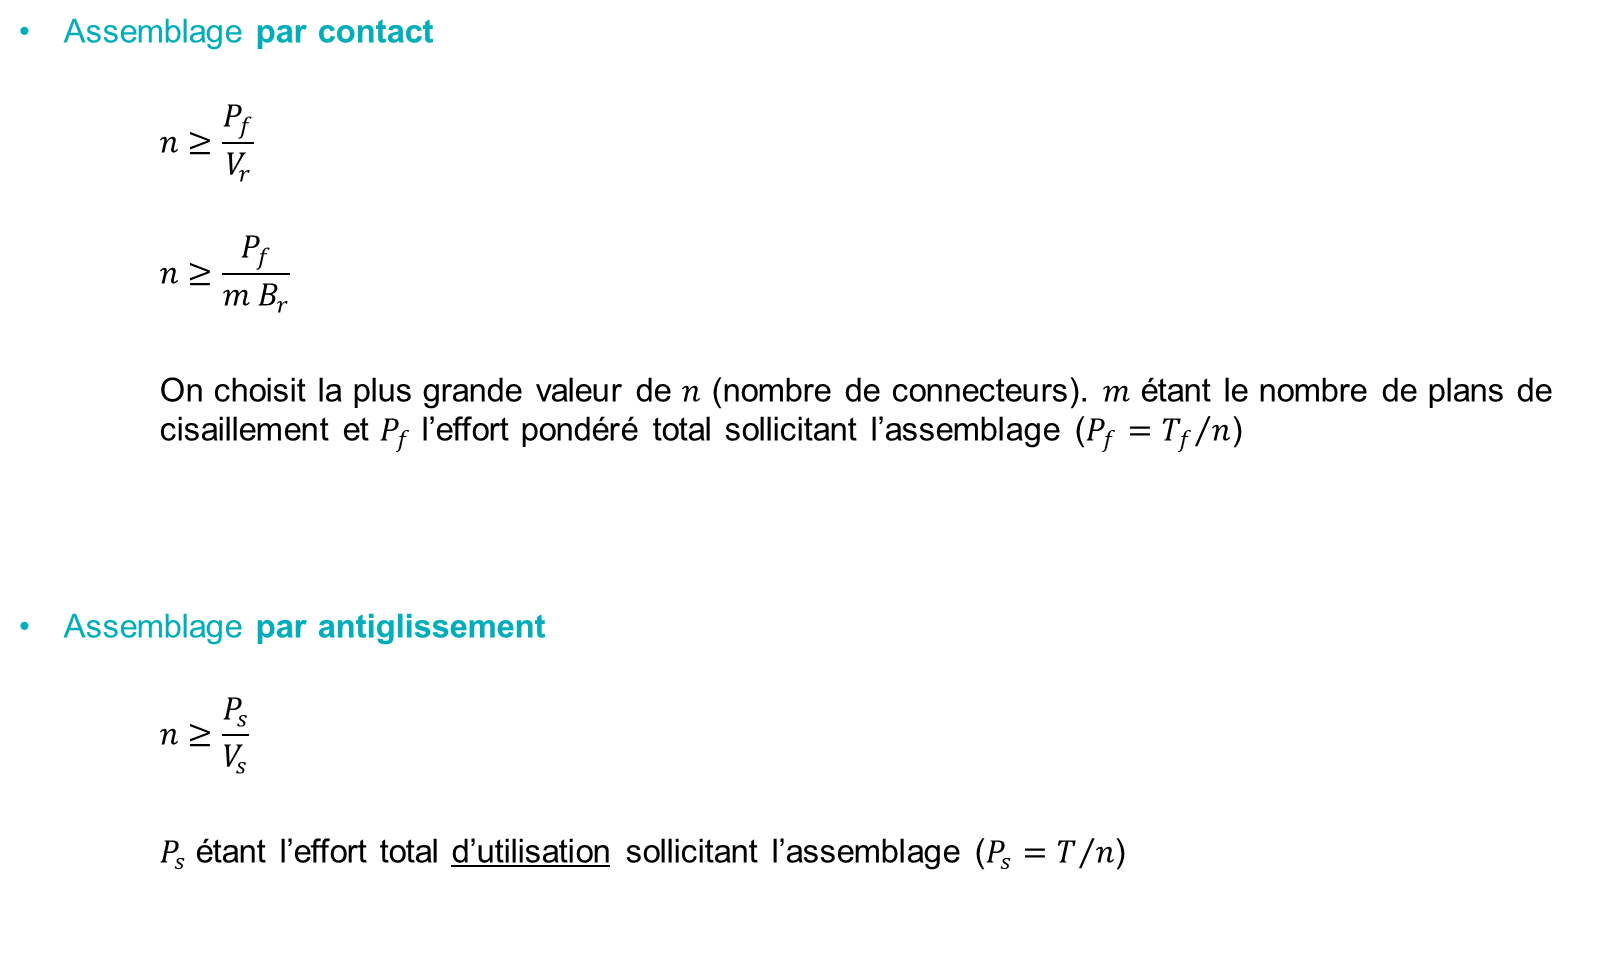 • Assemblage par contact
𝑛 ≥ 𝑃_𝑓 / 𝑉_𝑟
𝑛 ≥ 𝑃_𝑓 / 𝑚 𝐵_𝑟
On choisit la plus grande valeur de 𝑛 (nombre de connecteurs). 𝑚 étant le nombre de plans de
cisaillement et 𝑃_𝑓 l’effort pondéré total sollicitant l’assemblage (𝑃_𝑓 = 𝑇_𝑓/𝑛)
• Assemblage par antiglissement
𝑛 ≥ 𝑃_𝑠 / 𝑉_𝑠
𝑃_𝑠 étant l’effort total d’utilisation sollicitant l’assemblage (𝑃_𝑠 = 𝑇/𝑛)